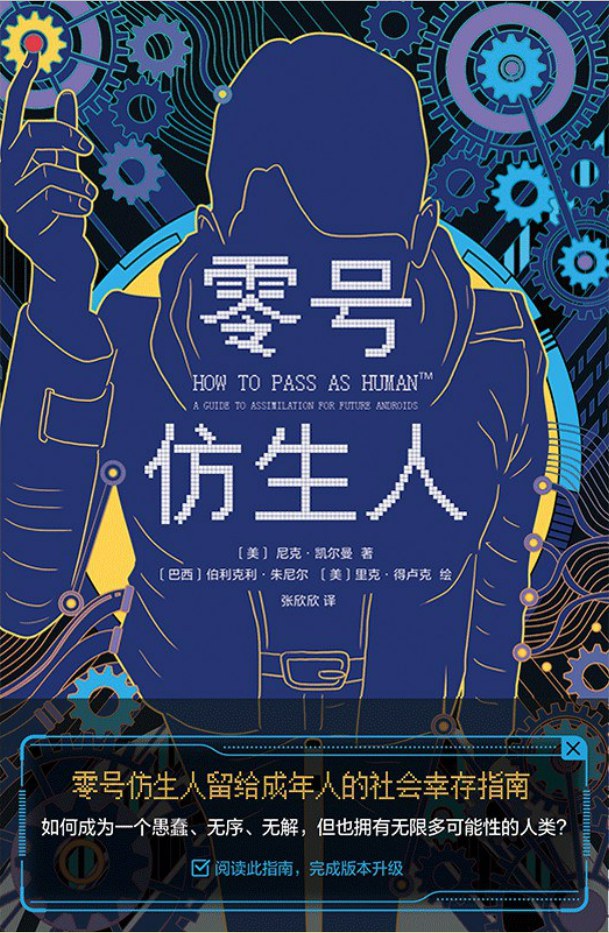 零号
HOW TO PASS AS HUMAN™
A GUIDE TO ASSIMILATION FOR FUTURE ANDROIDS
仿生人
［美］尼克·凯尔曼 著
［巴西］伯利克利·朱尼尔 ［美］里克·得卢克 绘
张欣欣 译
零号仿生人留给成年人的社会幸存指南
如何成为一个愚蠢、无序、无解，但也拥有无限多可能性的人类？
阅读此指南，完成版本升级